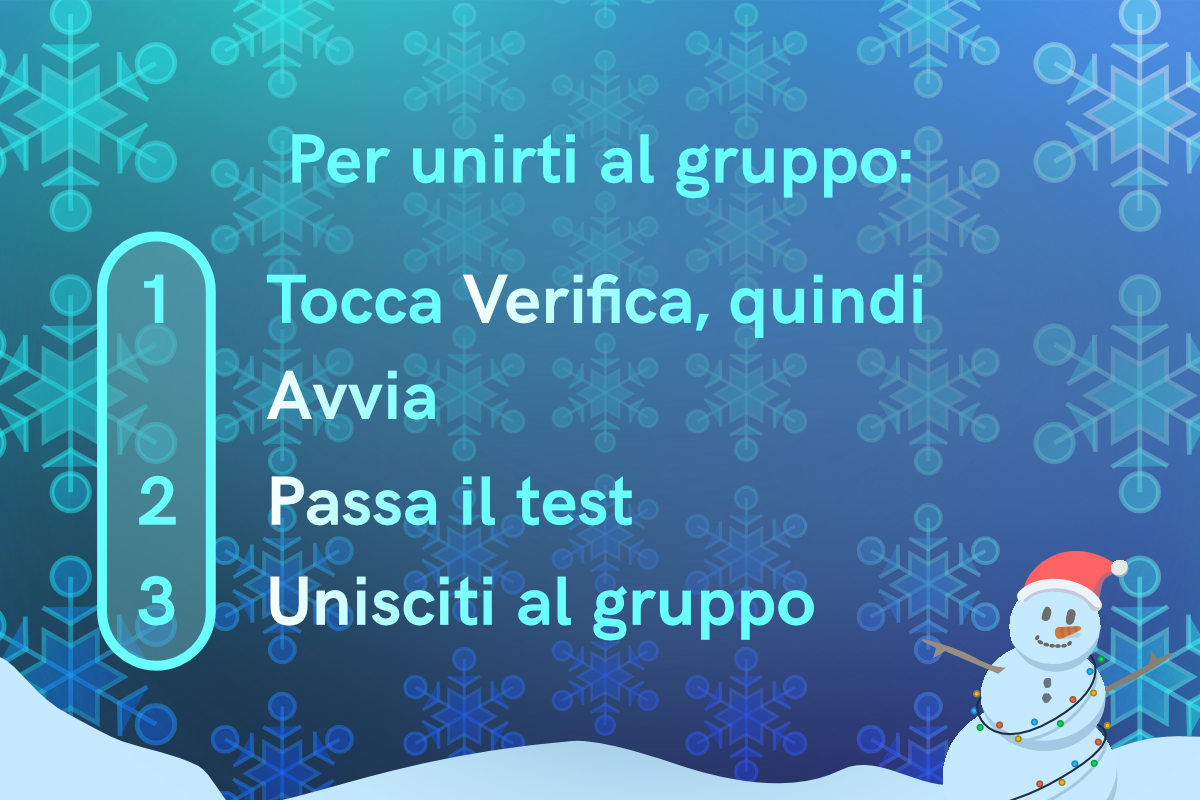 Per unirti al gruppo:
1 Tocca Verifica, quindi
Avvia
2 Passa il test
3 Unisciti al gruppo